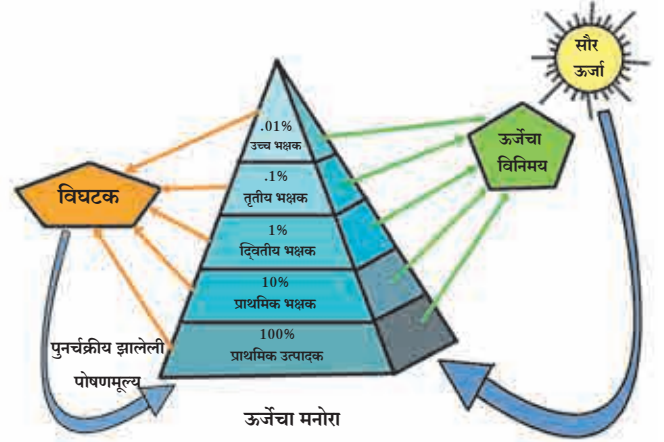 सौर
ऊर्जा
.01%
उच्च भक्षक
ऊर्जेचा
विनिमय
.1%
तृतीय भक्षक
विघटक
1%
द्वितीय भक्षक
10%
प्राथमिक भक्षक
100%
प्राथमिक उत्पादक
पुनर्चक्रीय झालेली
पोषणमूल्य
ऊर्जेचा मनोरा